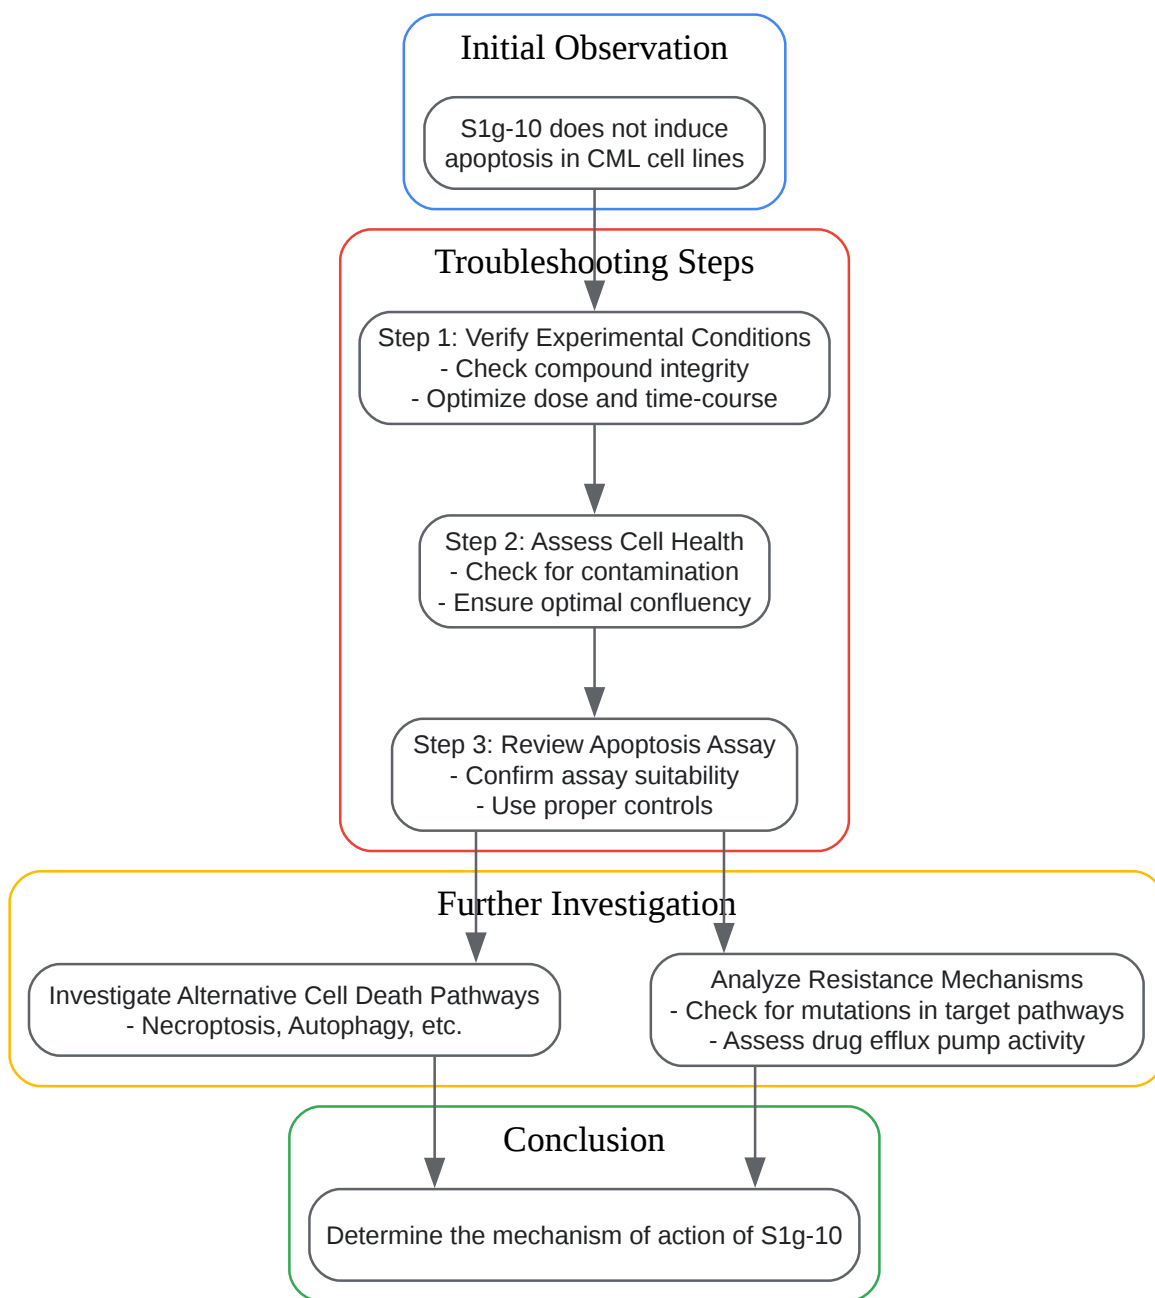 Initial Observation
S1g-10 does not induce
apoptosis in CML cell lines
Troubleshooting Steps
Step 1: Verify Experimental Conditions
- Check compound integrity
- Optimize dose and time-course
Step 2: Assess Cell Health
- Check for contamination
- Ensure optimal confluency
Step 3: Review Apoptosis Assay
- Confirm assay suitability
- Use proper controls
Further Investigation
Investigate Alternative Cell Death Pathways
- Necroptosis, Autophagy, etc.
Analyze Resistance Mechanisms
- Check for mutations in target pathways
- Assess drug efflux pump activity
Conclusion
Determine the mechanism of action of S1g-10